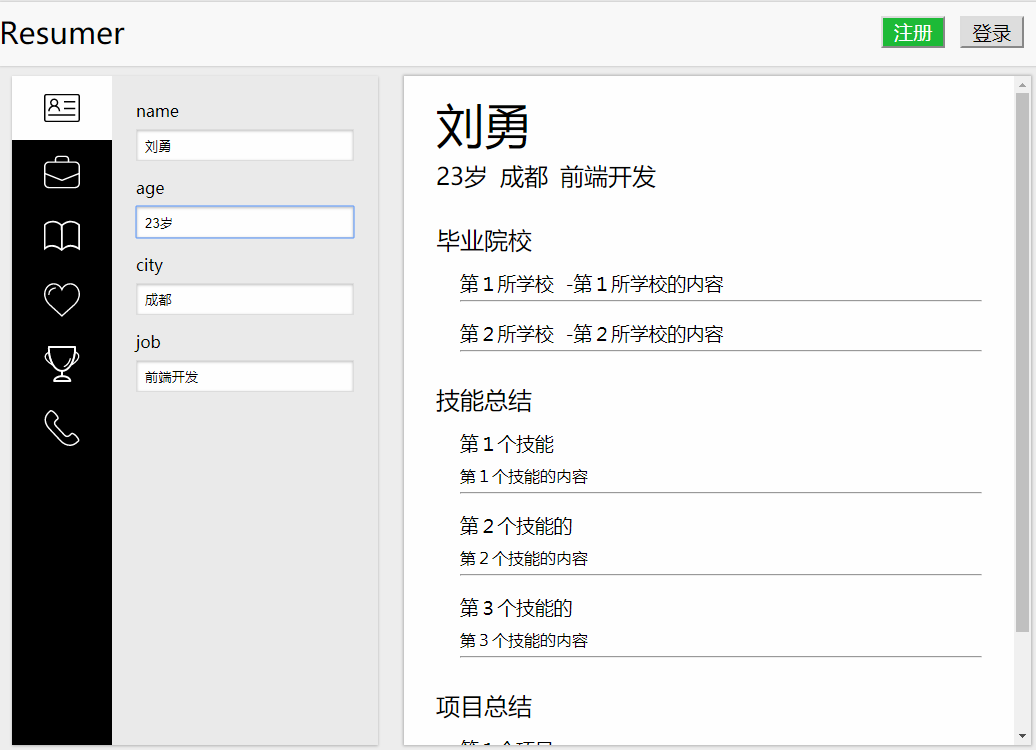 Resumer
注册
登录
name
刘勇
age
23岁
city
成都
job
前端开发
刘勇
23岁 成都 前端开发
毕业院校
第1所学校 -第1所学校的内容
第2所学校 -第2所学校的内容
技能总结
第1个技能
第1个技能的内容
第2个技能的
第2个技能的内容
第3个技能的
第3个技能的内容
项目总结
第1个项目